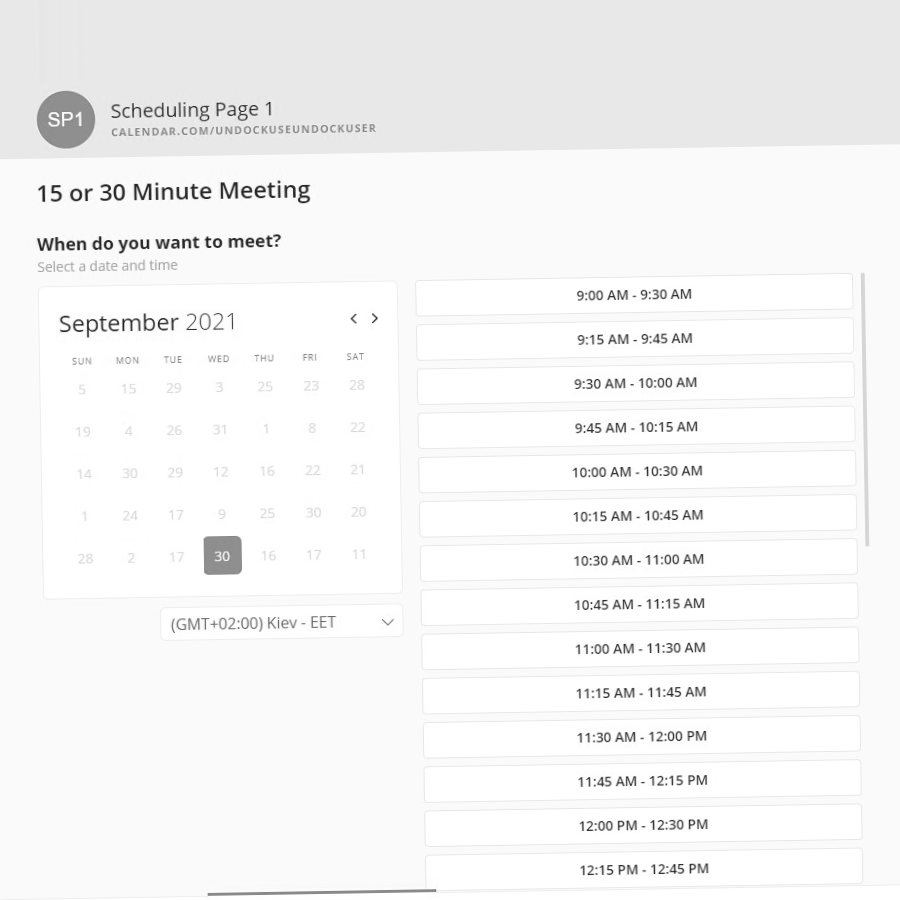 SP1
Scheduling Page 1
CALENDAR.COM/UNDOCKUSEUNDOCKUSER
15 or 30 Minute Meeting
When do you want to meet?
Select a date and time
September 2021
SUN MON TUE WED THU FRI SAT
5 15 29 3 25 23 28
19 4 26 31 1 8 22
14 30 29 12 16 22 21
1 24 17 9 25 30 20
28 2 17 30 16 17 11
(GMT+02:00) Kiev - EET
9:00 AM - 9:30 AM
9:15 AM - 9:45 AM
9:30 AM - 10:00 AM
9:45 AM - 10:15 AM
10:00 AM - 10:30 AM
10:15 AM - 10:45 AM
10:30 AM - 11:00 AM
10:45 AM - 11:15 AM
11:00 AM - 11:30 AM
11:15 AM - 11:45 AM
11:30 AM - 12:00 PM
11:45 AM - 12:15 PM
12:00 PM - 12:30 PM
12:15 PM - 12:45 PM